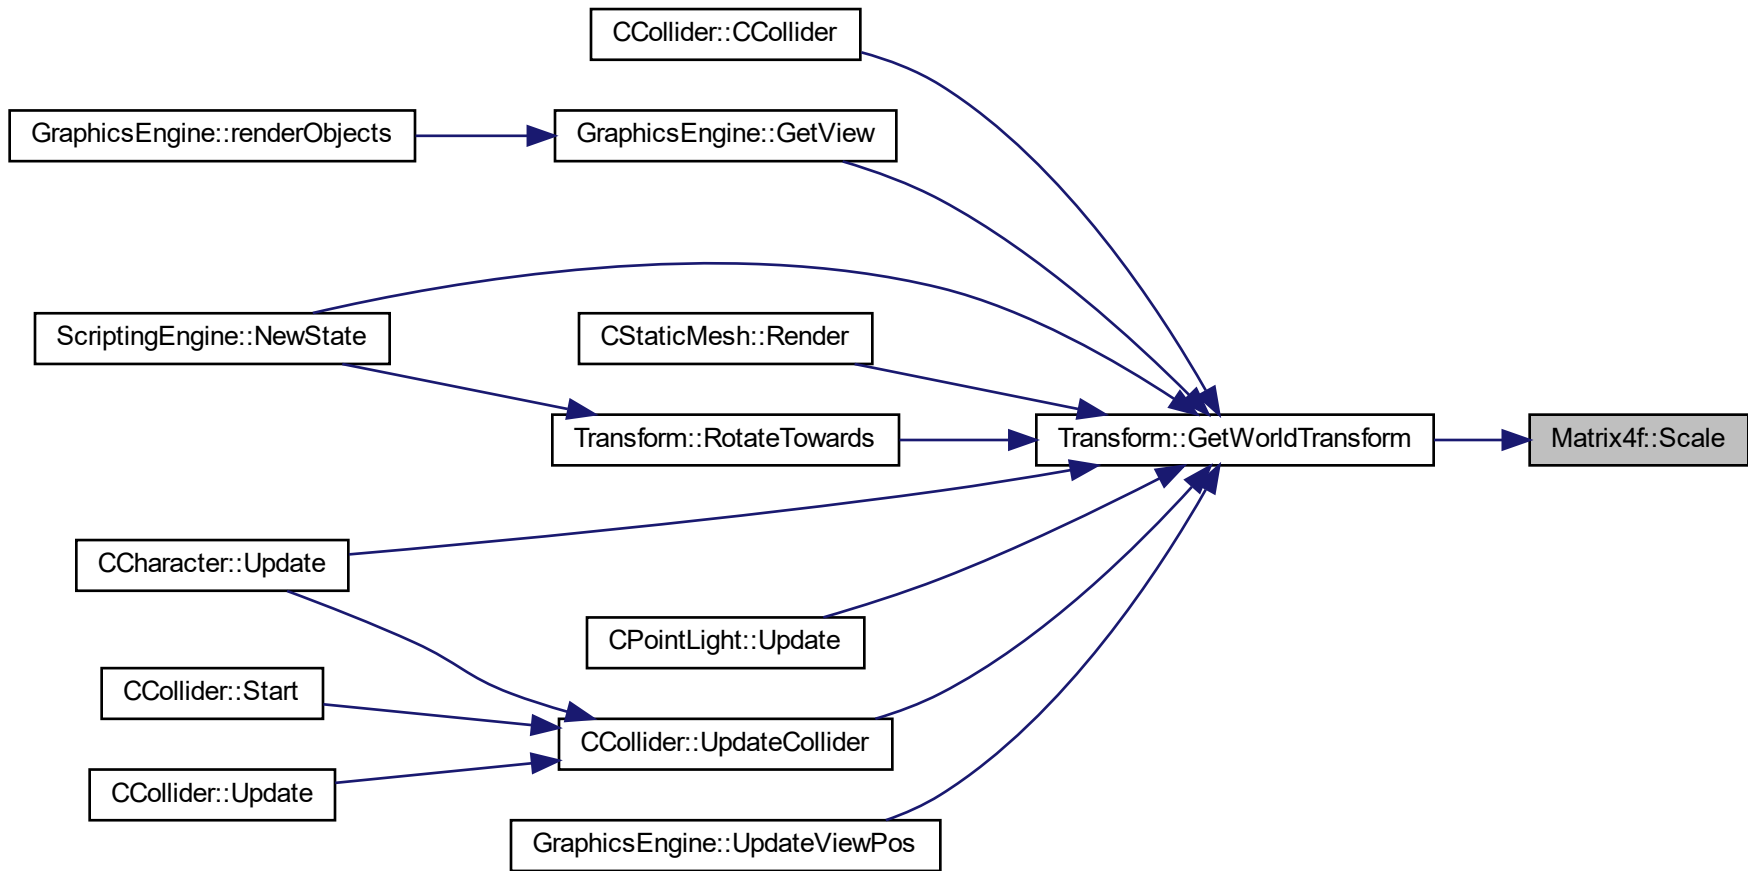 CCollider::CCollider
GraphicsEngine::renderObjects
GraphicsEngine::GetView
ScriptingEngine::NewState
CStaticMesh::Render
Transform::RotateTowards
Transform::GetWorldTransform
Matrix4f::Scale
CCharacter::Update
CPointLight::Update
CCollider::Start
CCollider::UpdateCollider
CCollider::Update
GraphicsEngine::UpdateViewPos